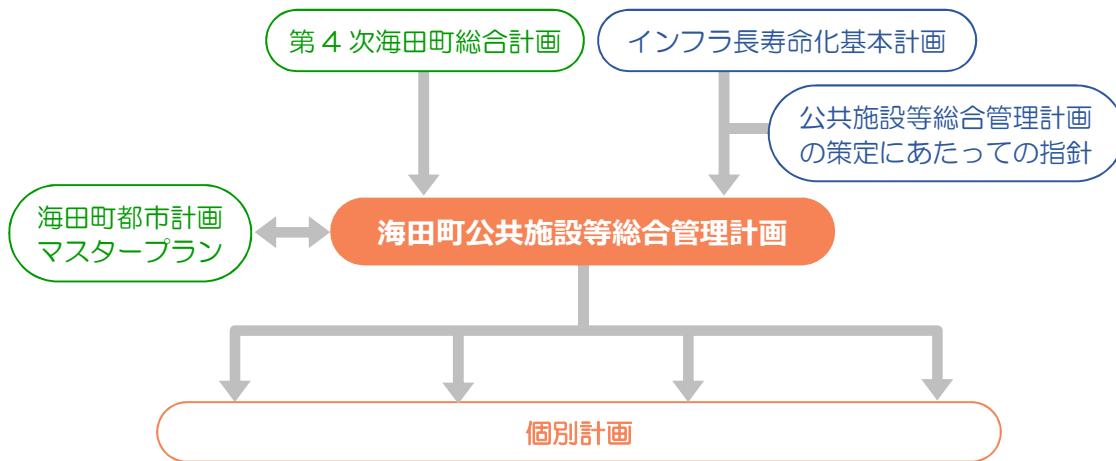 第4次海田町総合計画
インフラ長寿命化基本計画
公共施設等総合管理計画
の策定にあたっての指針
海田町都市計画
マスタープラン
海田町公共施設等総合管理計画
個別計画